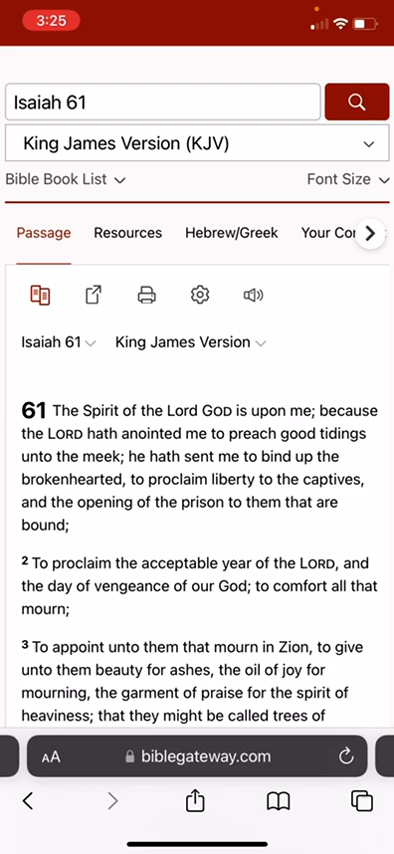 3:25
Isaiah 61
King James Version (KJV)
Bible Book List
Font Size
Passage Resources Hebrew/Greek Your Con
Isaiah 61 King James Version
61 The Spirit of the Lord GOD is upon me; because
the LORD hath anointed me to preach good tidings
unto the meek; he hath sent me to bind up the
brokenhearted, to proclaim liberty to the captives,
and the opening of the prison to them that are
bound;
2 To proclaim the acceptable year of the LORD, and
the day of vengeance of our God; to comfort all that
mourn;
3 To appoint unto them that mourn in Zion, to give
unto them beauty for ashes, the oil of joy for
mourning, the garment of praise for the spirit of
heaviness; that they might be called trees of
AA biblegateway.com